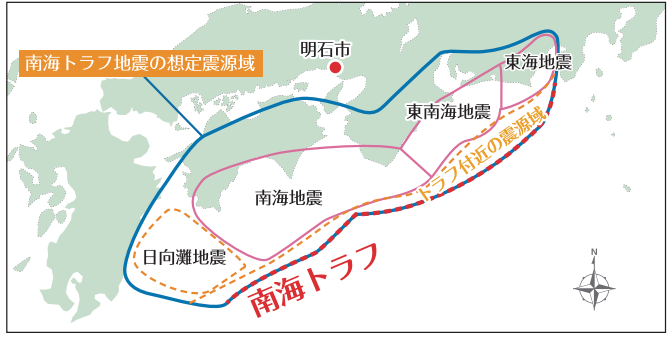 南海トラフ地震の想定震源域
明石市
東海地震
東南海地震
トラフ付近の震源域
南海地震
日向灘地震
南海トラフ
N